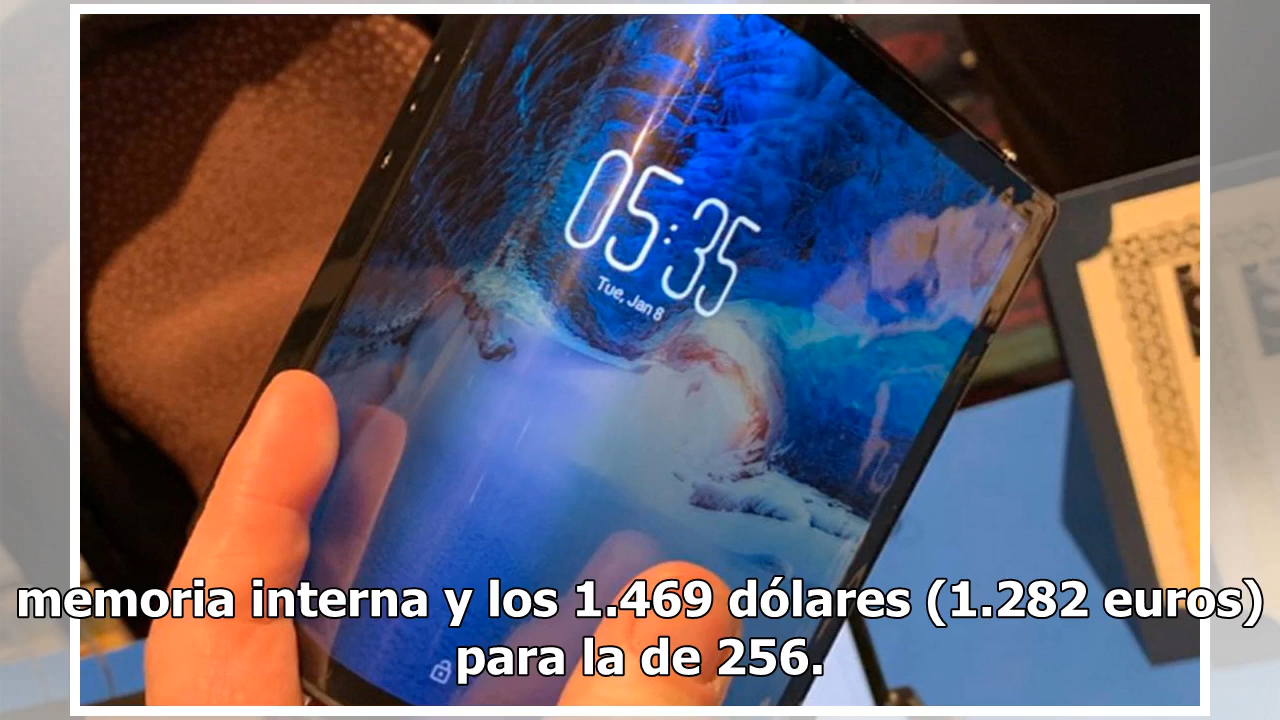 05:35
Tue, Jan 8
memoria interna y los 1.469 dólares (1.282 euros)
para la de 256.